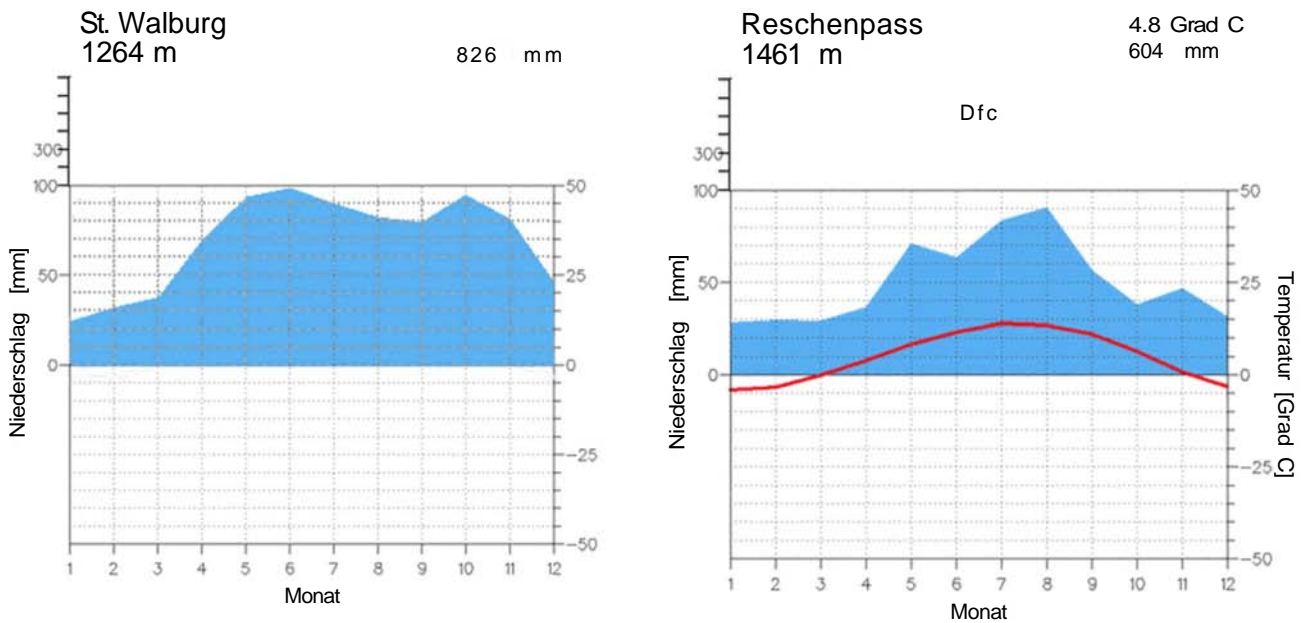 St. Walburg
1264 m
826 mm
300
100
50
0
50
25
0
−25
−50
Niederschlag [mm]
1 2 3 4 5 6 7 8 9 10 11 12
Monat
Reschenpass
1461 m
4.8 Grad C
604 mm
Dfc
300
100
50
0
50
25
0
−25
−50
Niederschlag [mm]
Temperatur [Grad C]
1 2 3 4 5 6 7 8 9 10 11 12
Monat